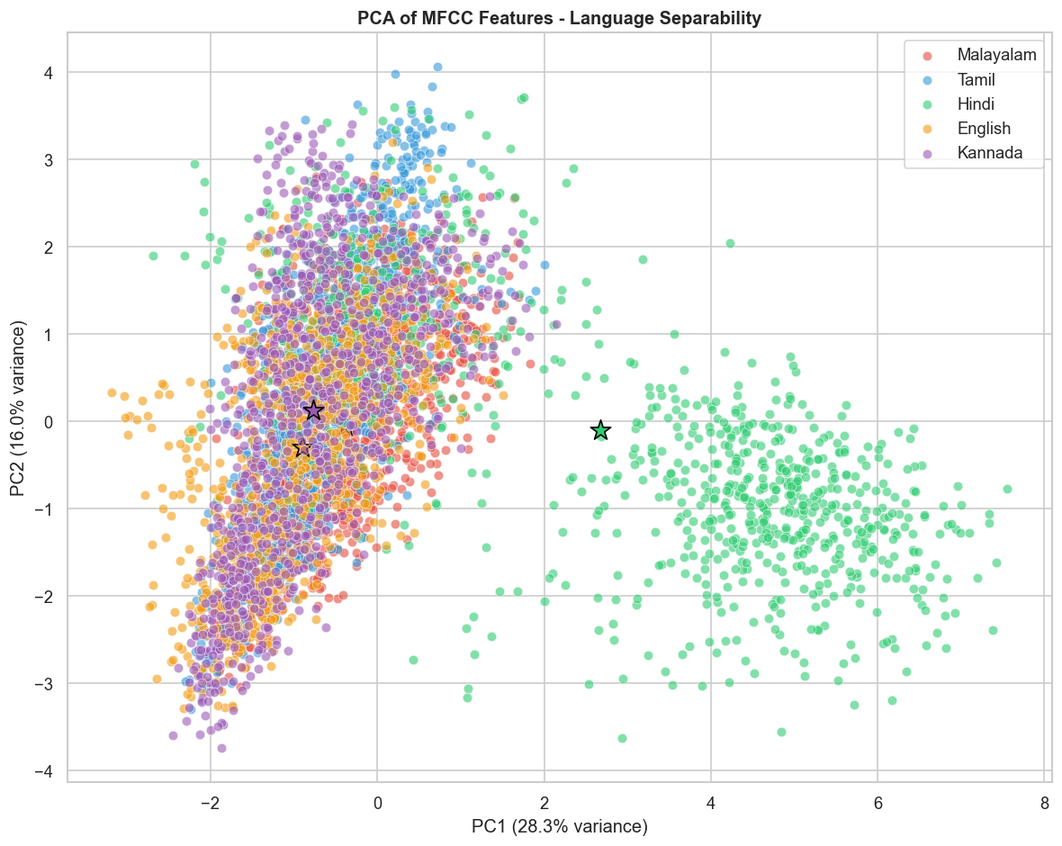 PCA of MFCC Features - Language Separability
Malayalam
Tamil
Hindi
English
Kannada
PC2 (16.0% variance)
4
3
2
1
0
−1
−2
−3
−4
−2
0
2
4
6
8
PC1 (28.3% variance)